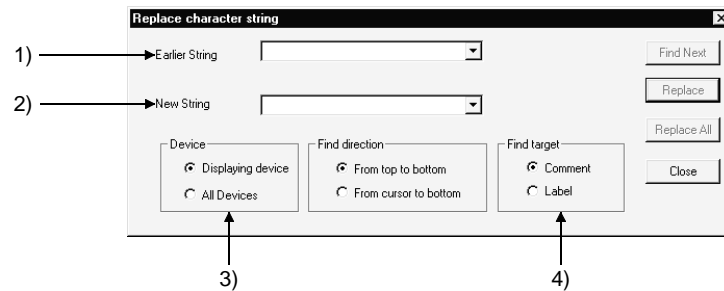 Replace character string
1)
Earlier String
Find Next
2)
New String
Replace
Replace All
Device
Find direction
Find target
Displaying device
From top to bottom
Comment
Close
All Devices
From cursor to bottom
Label
3)
4)